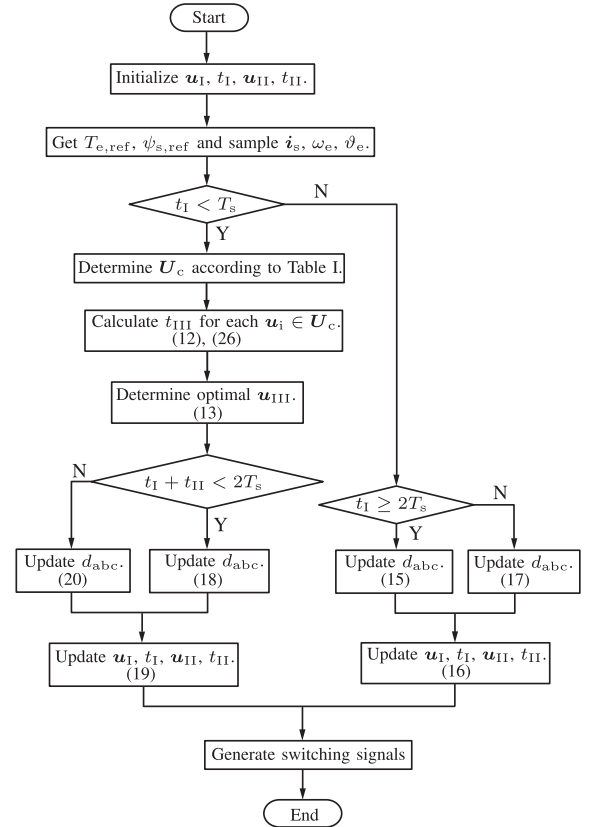 Start
Initialize u_I, t_I, u_II, t_II.
Get T_e,ref, ψ_s,ref and sample i_s, ω_e, ϑ_e.
t_I < T_s
N
Y
Determine U_c according to Table I.
Calculate t_III for each u_i ∈ U_c.
(12), (26)
Determine optimal u_III.
(13)
t_I + t_II < 2T_s
N
Y
t_I ≥ 2T_s
N
Y
Update d_abc.
(20)
Update d_abc.
(18)
Update d_abc.
(15)
Update d_abc.
(17)
Update u_I, t_I, u_II, t_II.
(19)
Update u_I, t_I, u_II, t_II.
(16)
Generate switching signals
End